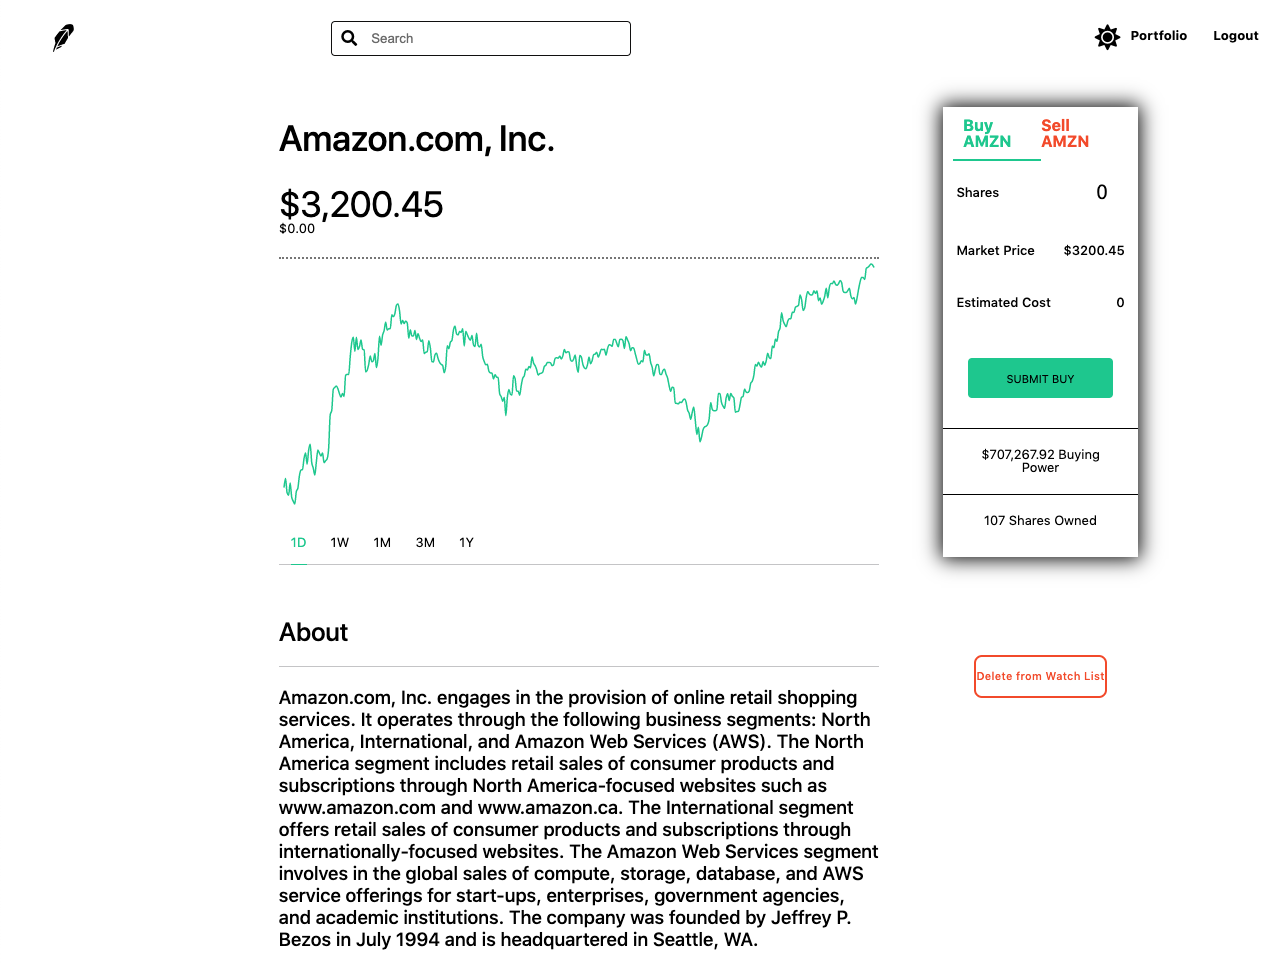 Search
Portfolio
Logout
Amazon.com, Inc.
$3,200.45
$0.00
1D 1W 1M 3M 1Y
About
Amazon.com, Inc. engages in the provision of online retail shopping
services. It operates through the following business segments: North
America, International, and Amazon Web Services (AWS). The North
America segment includes retail sales of consumer products and
subscriptions through North America-focused websites such as
www.amazon.com and www.amazon.ca. The International segment
offers retail sales of consumer products and subscriptions through
internationally-focused websites. The Amazon Web Services segment
involves in the global sales of compute, storage, database, and AWS
service offerings for start-ups, enterprises, government agencies,
and academic institutions. The company was founded by Jeffrey P.
Bezos in July 1994 and is headquartered in Seattle, WA.
Buy
AMZN
Sell
AMZN
Shares 0
Market Price $3200.45
Estimated Cost 0
SUBMIT BUY
$707,267.92 Buying
Power
107 Shares Owned
Delete from Watch List